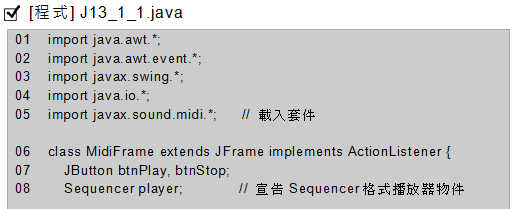 [程式] J13_1_1.java
01 import java.awt.*;
02 import java.awt.event.*;
03 import javax.swing.*;
04 import java.io.*;
05 import javax.sound.midi.*; // 載入套件
06 class MidiFrame extends JFrame implements ActionListener {
07 JButton btnPlay, btnStop;
08 Sequencer player; // 宣告 Sequencer格式播放器物件